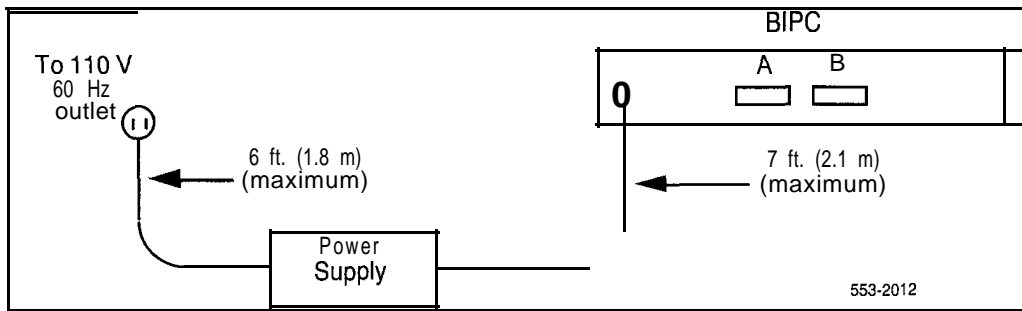 BIPC
To 110 V
60 Hz
outlet
A B
0
6 ft. (1.8 m)
(maximum)
7 ft. (2.1 m)
(maximum)
Power
Supply
553-2012